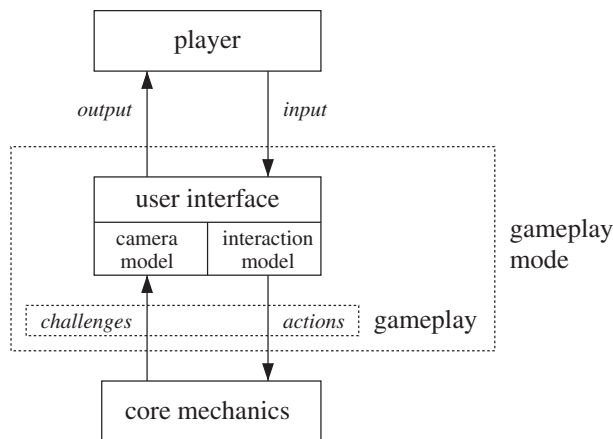 player
output
input
user interface
camera
model
interaction
model
gameplay
mode
challenges
actions
gameplay
core mechanics